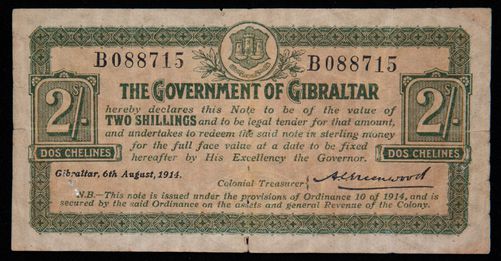 B088715 B088715
THE GOVERNMENT OF GIBRALTAR
2s/. 2s/.
hereby declares this Note to be of the value of
TWO SHILLINGS and to be legal tender for that amount,
and undertakes to redeem the said note in sterling money
for the full face value at a date to be fixed
hereafter by His Excellency the Governor.
DOS CHELINES DOS CHELINES
Gibraltar, 6th August, 1914.
Colonial Treasurer A C Greenwood
N.B.—This note is issued under the provisions of Ordinance 10 of 1914, and is
secured by the said Ordinance on the assets and general Revenue of the Colony.